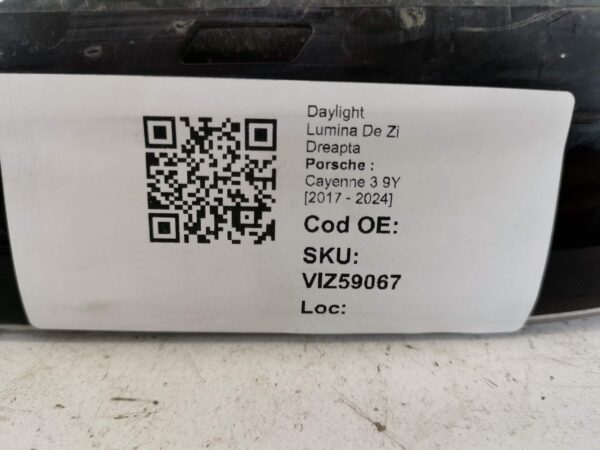 Daylight
Lumina De Zi
Dreapta
Porsche :
Cayenne 3 9Y
[2017 - 2024]
Cod OE:
SKU:
VIZ59067
Loc: